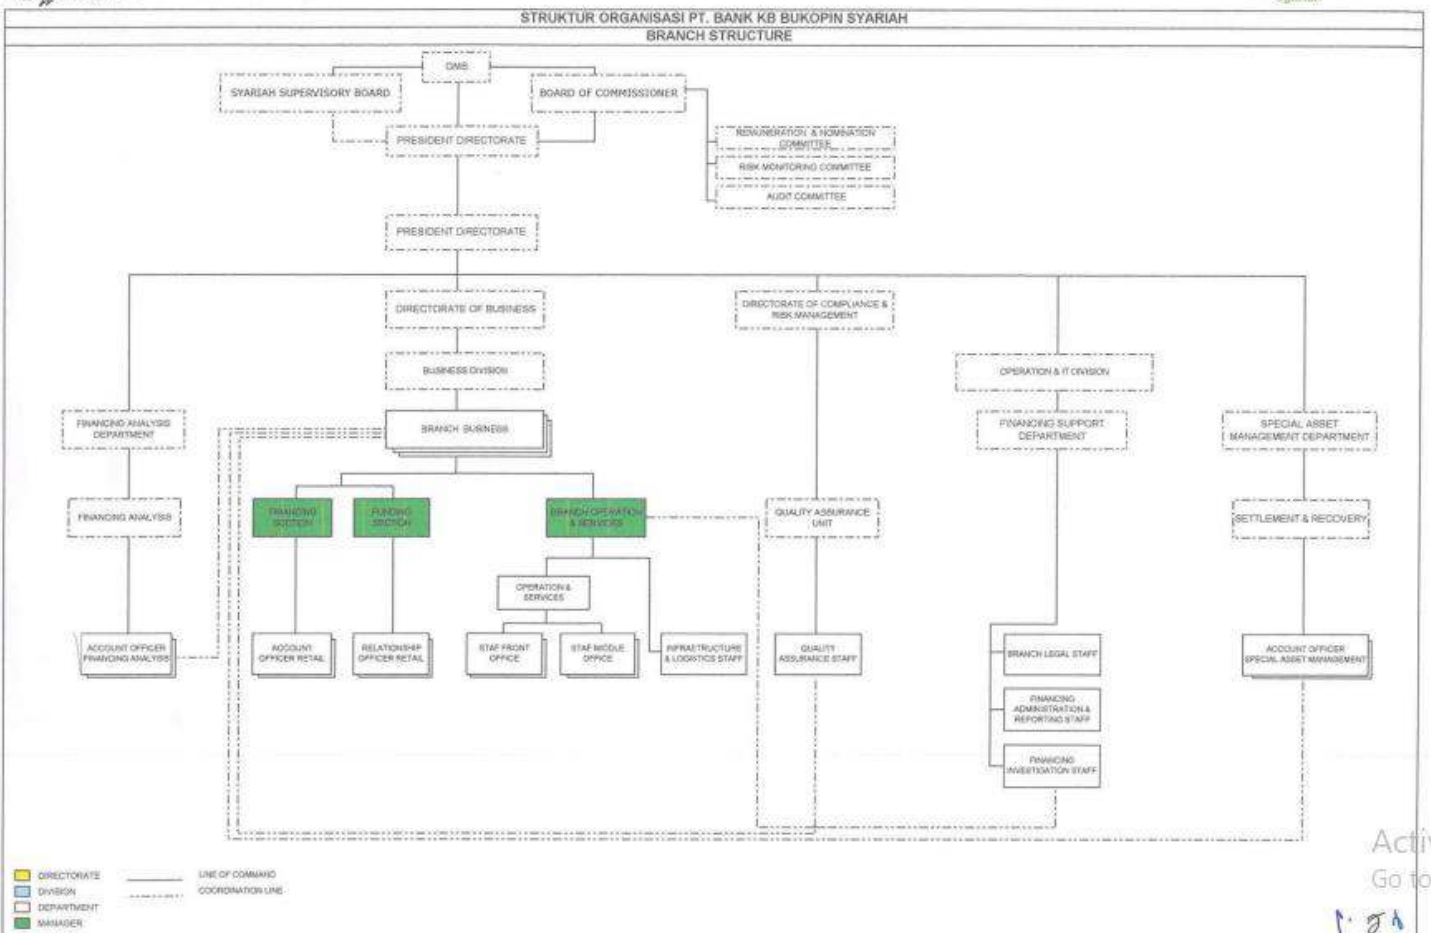 STRUKTUR ORGANISASI PT. BANK KB BUKOPIN SYARIAH
BRANCH STRUCTURE
SYARIAH SUPERVISORY BOARD
BOARD OF COMMISSIONER
PRESIDENT DIRECTORATE
REMUNERATION & NOMINATION
COMMITTEE
RISK MONITORING COMMITTEE
AUDIT COMMITTEE
PRESIDENT DIRECTORATE
DIRECTORATE OF BUSINESS
DIRECTORATE OF COMPLIANCE &
RISK MANAGEMENT
BUSINESS DIVISION
OPERATION & IT DIVISION
FINANCING ANALYSIS
DEPARTMENT
BRANCH BUSINESS
FINANCING SUPPORT
DEPARTMENT
SPECIAL ASSET
MANAGEMENT DEPARTMENT
FINANCING ANALYSIS
FINANCING
SECTION
FUNDING
SECTION
BRANCH OPERATION
& SERVICES
QUALITY ASSURANCE
UNIT
SETTLEMENT & RECOVERY
OPERATION &
SERVICES
ACCOUNT OFFICER
FINANCING ANALYSIS
ACCOUNT
OFFICER RETAIL
RELATIONSHIP
OFFICER RETAIL
STAF FRONT
OFFICE
STAF MIDDLE
OFFICE
INFRASTRUCTURE
& LOGISTICS STAFF
QUALITY
ASSURANCE STAFF
BRANCH LEGAL STAFF
FINANCING
ADMINISTRATION &
REPORTING STAFF
FINANCING
INVESTIGATION STAFF
ACCOUNT OFFICER
SPECIAL ASSET MANAGEMENT
DIRECTORATE
DIVISION
DEPARTMENT
MANAGER
LINE OF COMMAND
COORDINATION LINE
Go to